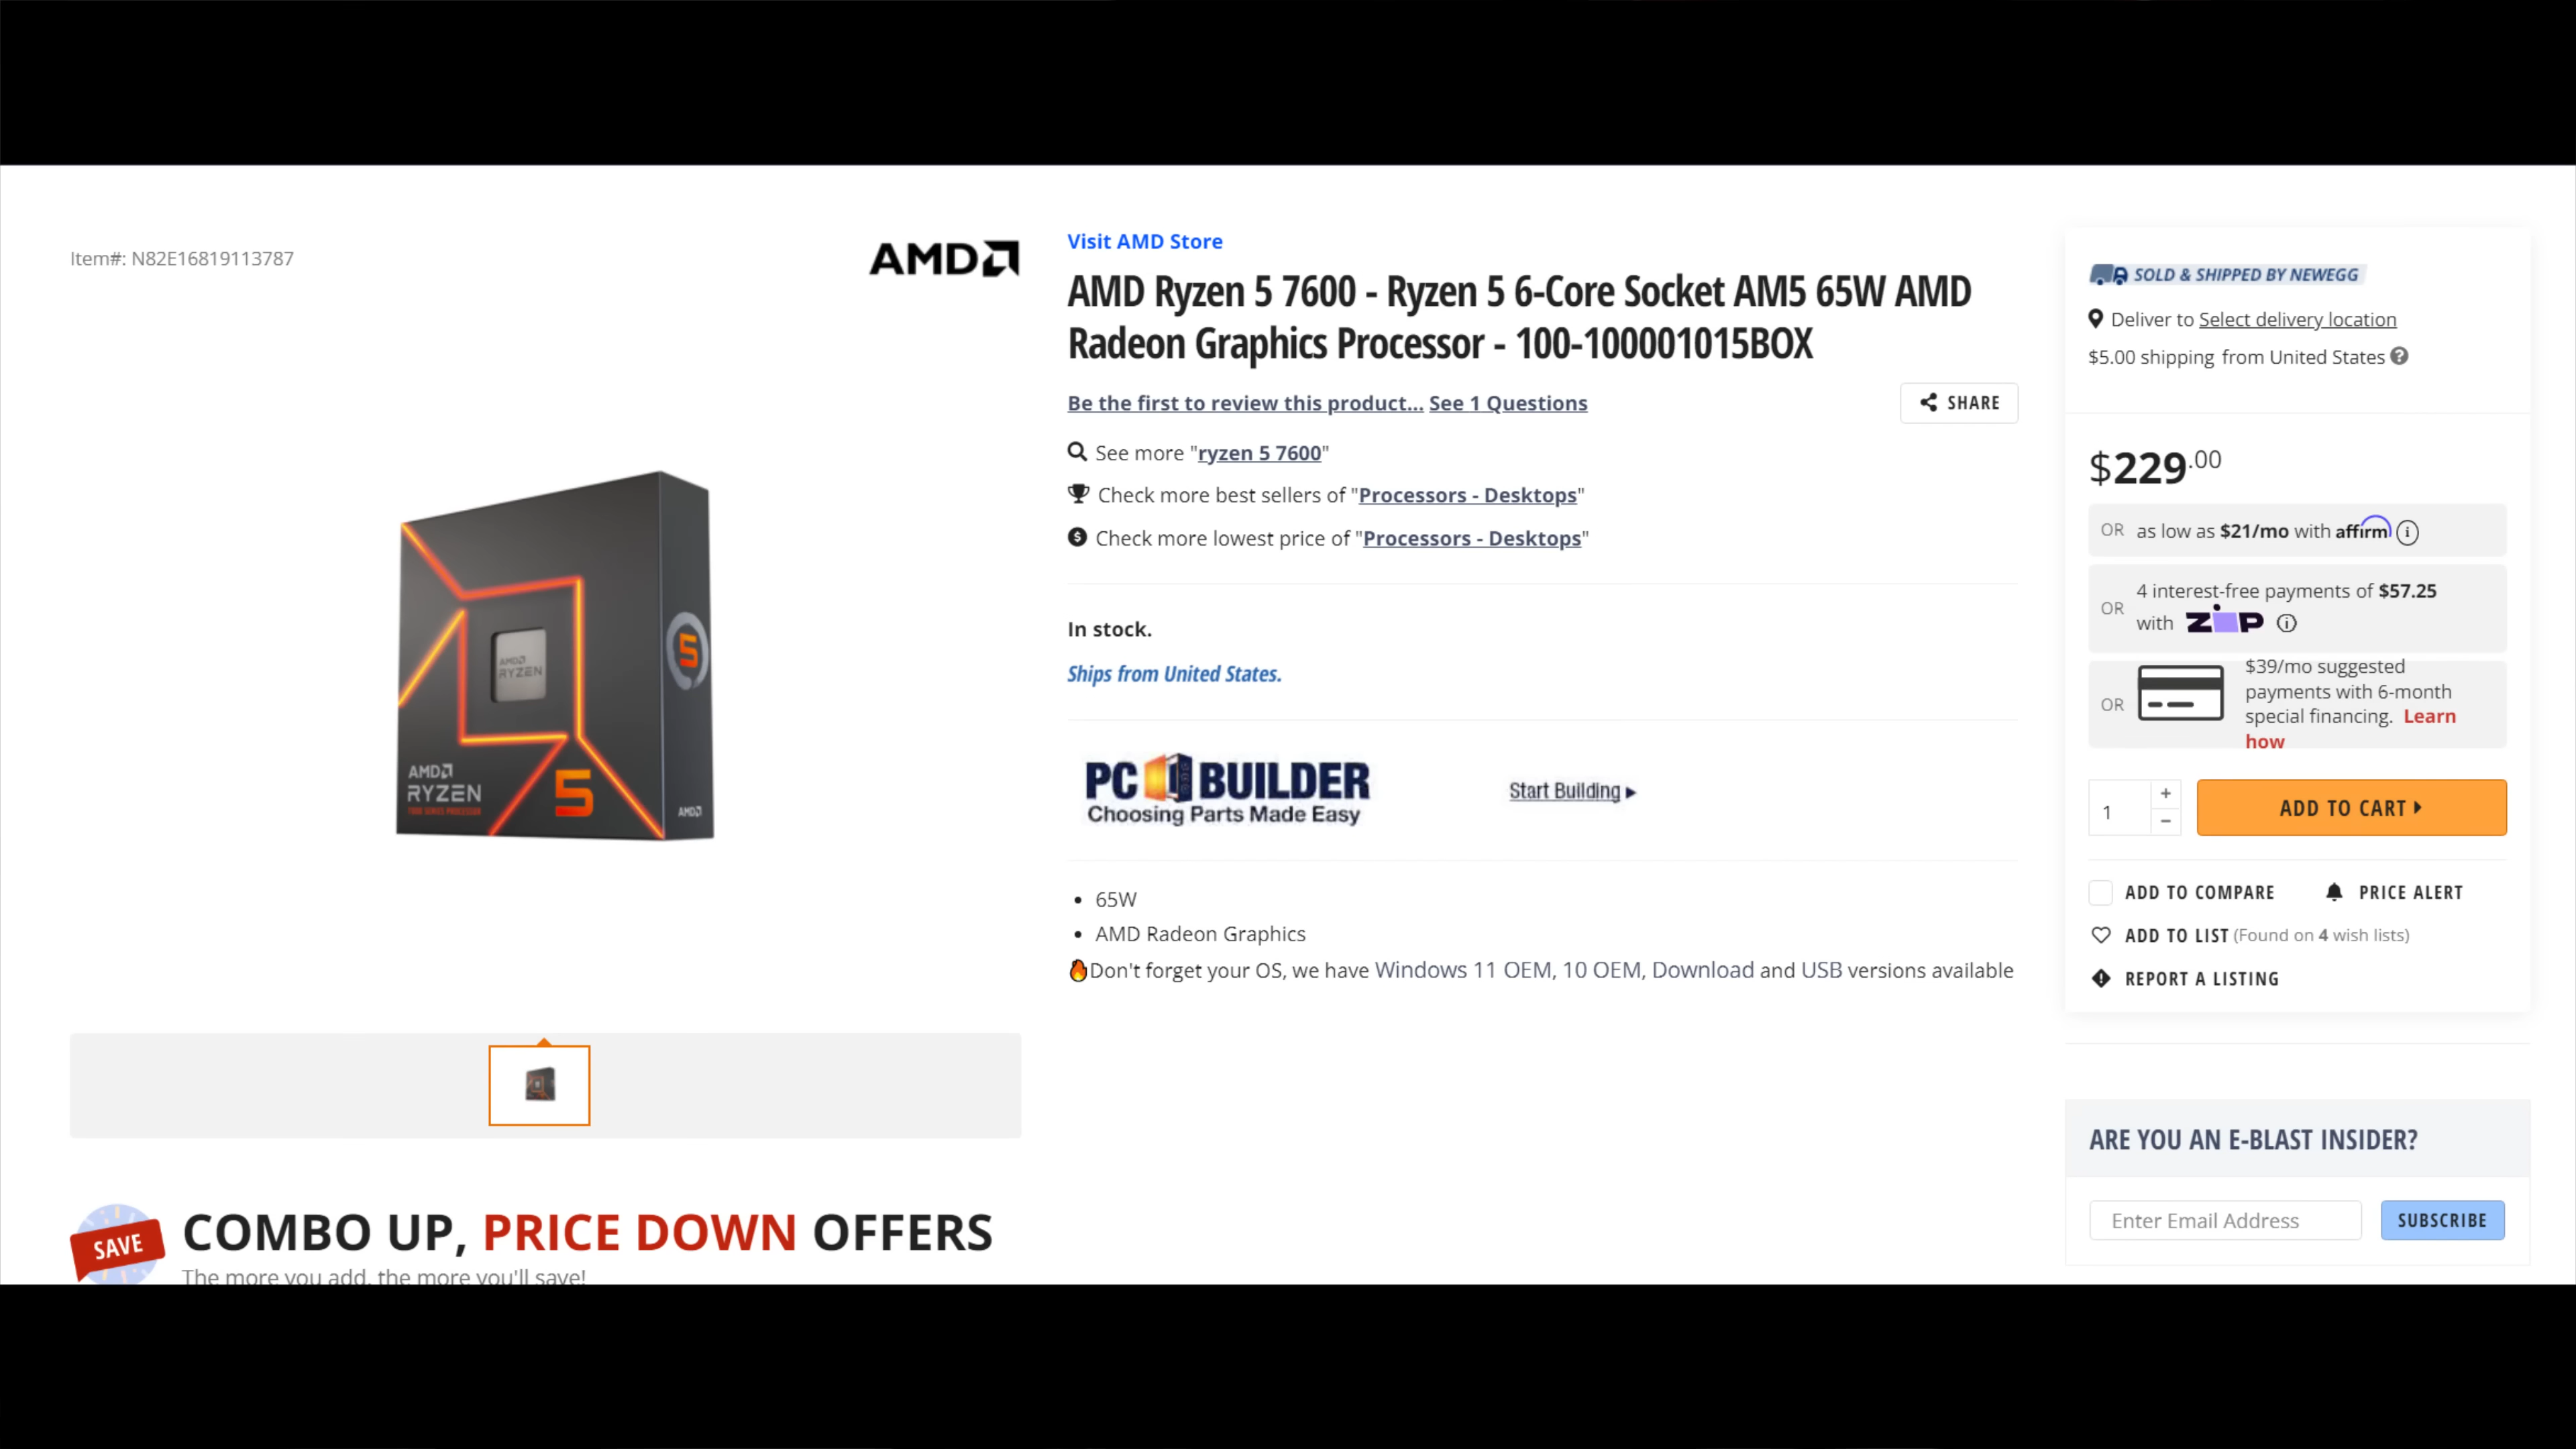 Item#: N82E16819113787
AMD
AMD
RYZEN
5
AMD
RYZEN
5
AMD
Visit AMD Store
AMD Ryzen 5 7600 - Ryzen 5 6-Core Socket AM5 65W AMD
Radeon Graphics Processor - 100-100001015BOX
Be the first to review this product... See 1 Questions
SHARE
See more "ryzen 5 7600"
Check more best sellers of "Processors - Desktops"
Check more lowest price of "Processors - Desktops"
In stock.
Ships from United States.
PC BUILDER
Choosing Parts Made Easy
Start Building
65W
AMD Radeon Graphics
Don't forget your OS, we have Windows 11 OEM, 10 OEM, Download and USB versions available
SOLD & SHIPPED BY NEWEGG
Deliver to Select delivery location
$5.00 shipping from United States
$229.00
OR as low as $21/mo with affirm
OR 4 interest-free payments of $57.25
with ZIP
OR $39/mo suggested
payments with 6-month
special financing. Learn
how
1 + −
ADD TO CART
ADD TO COMPARE
PRICE ALERT
ADD TO LIST (Found on 4 wish lists)
REPORT A LISTING
ARE YOU AN E-BLAST INSIDER?
Enter Email Address
SUBSCRIBE
SAVE
COMBO UP, PRICE DOWN OFFERS
The more you add, the more you'll save!